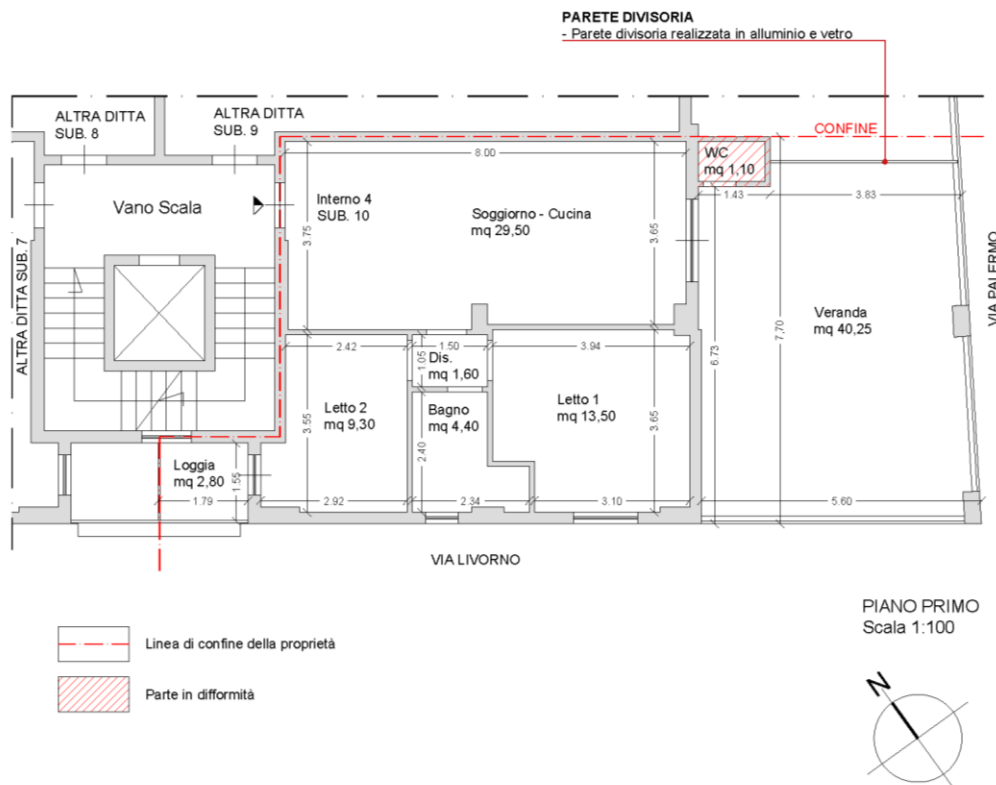 PARETE DIVISORIA
- Parete divisoria realizzata in alluminio e vetro
ALTRA DITTA
SUB. 8
ALTRA DITTA
SUB. 9
CONFINE
WC
mq 1,10
8.00
Vano Scala
Interno 4
SUB. 10
Soggiorno - Cucina
mq 29,50
1.43
3.83
3.75
3.65
ALTRA DITTA SUB. 7
VIA PALERMO
Veranda
mq 40,25
6.73
7,70
2.42
1.50
3.94
1.05
Dis.
mq 1,60
Letto 2
mq 9,30
Bagno
mq 4,40
Letto 1
mq 13,50
3.55
2.40
3.65
Loggia
mq 2,80
1.55
1.79
2.92
2.34
3.10
5.60
VIA LIVORNO
PIANO PRIMO
Scala 1:100
Linea di confine della proprietà
Parte in difformità
N